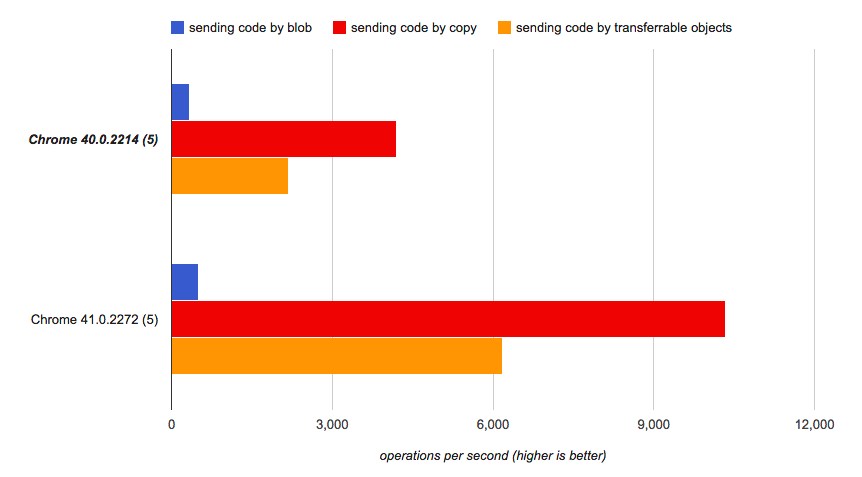 sending code by blob sending code by copy sending code by transferrable objects
Chrome 40.0.2214 (5)
Chrome 41.0.2272 (5)
0 3,000 6,000 9,000 12,000
operations per second (higher is better)